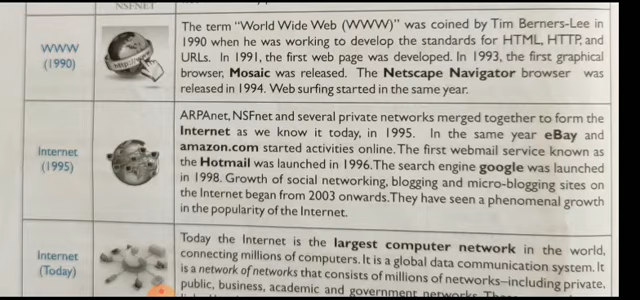 NSFNET
WWW
(1990)
The term "World Wide Web (WWW)" was coined by Tim Berners-Lee in
1990 when he was working to develop the standards for HTML, HTTP, and
URLs. In 1991, the first web page was developed. In 1993, the first graphical
browser, Mosaic was released. The Netscape Navigator browser was
released in 1994. Web surfing started in the same year.
http://
Internet
(1995)
ARPAnet, NSFnet and several private networks merged together to form the
Internet as we know it today, in 1995. In the same year eBay and
amazon.com started activities online. The first webmail service known as
the Hotmail was launched in 1996. The search engine google was launched
in 1998. Growth of social networking, blogging and micro-blogging sites on
the Internet began from 2003 onwards. They have seen a phenomenal growth
in the popularity of the Internet.
Internet
(Today)
Today the Internet is the largest computer network in the world,
connecting millions of computers. It is a global data communication system. It
is a network of networks that consists of millions of networks—including private,
public, business, academic and government networks.